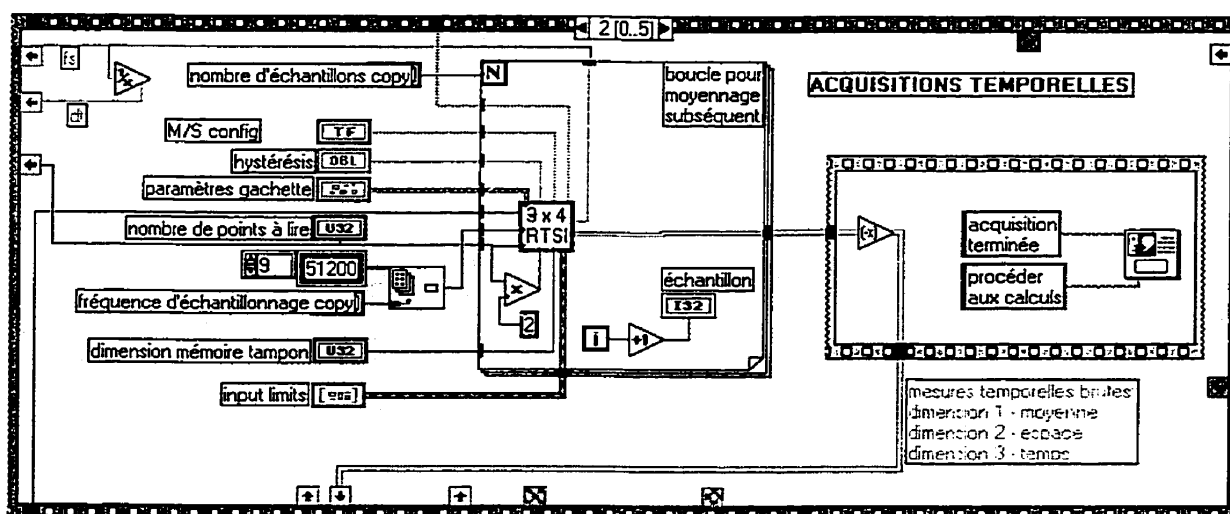 2 [0..5]
fs
1/x
dt
nombre d'échantillons copy
N
boucle pour
moyennage
subséquent
ACQUISITIONS TEMPORELLES
M/S config
TF
hystérésis
DBL
paramètres gachette
nombre de points à lire
U32
3 x 4
RTSI
9
51200
fréquence d'échantillonnage copy
x
2
échantillon
I32
i
+1
dimension mémoire tampon
U32
input limits
-x
acquisition
terminée
procéder
aux calculs
mesures temporelles brutes
dimension 1 - moyenne
dimension 2 - espace
dimension 3 - temps